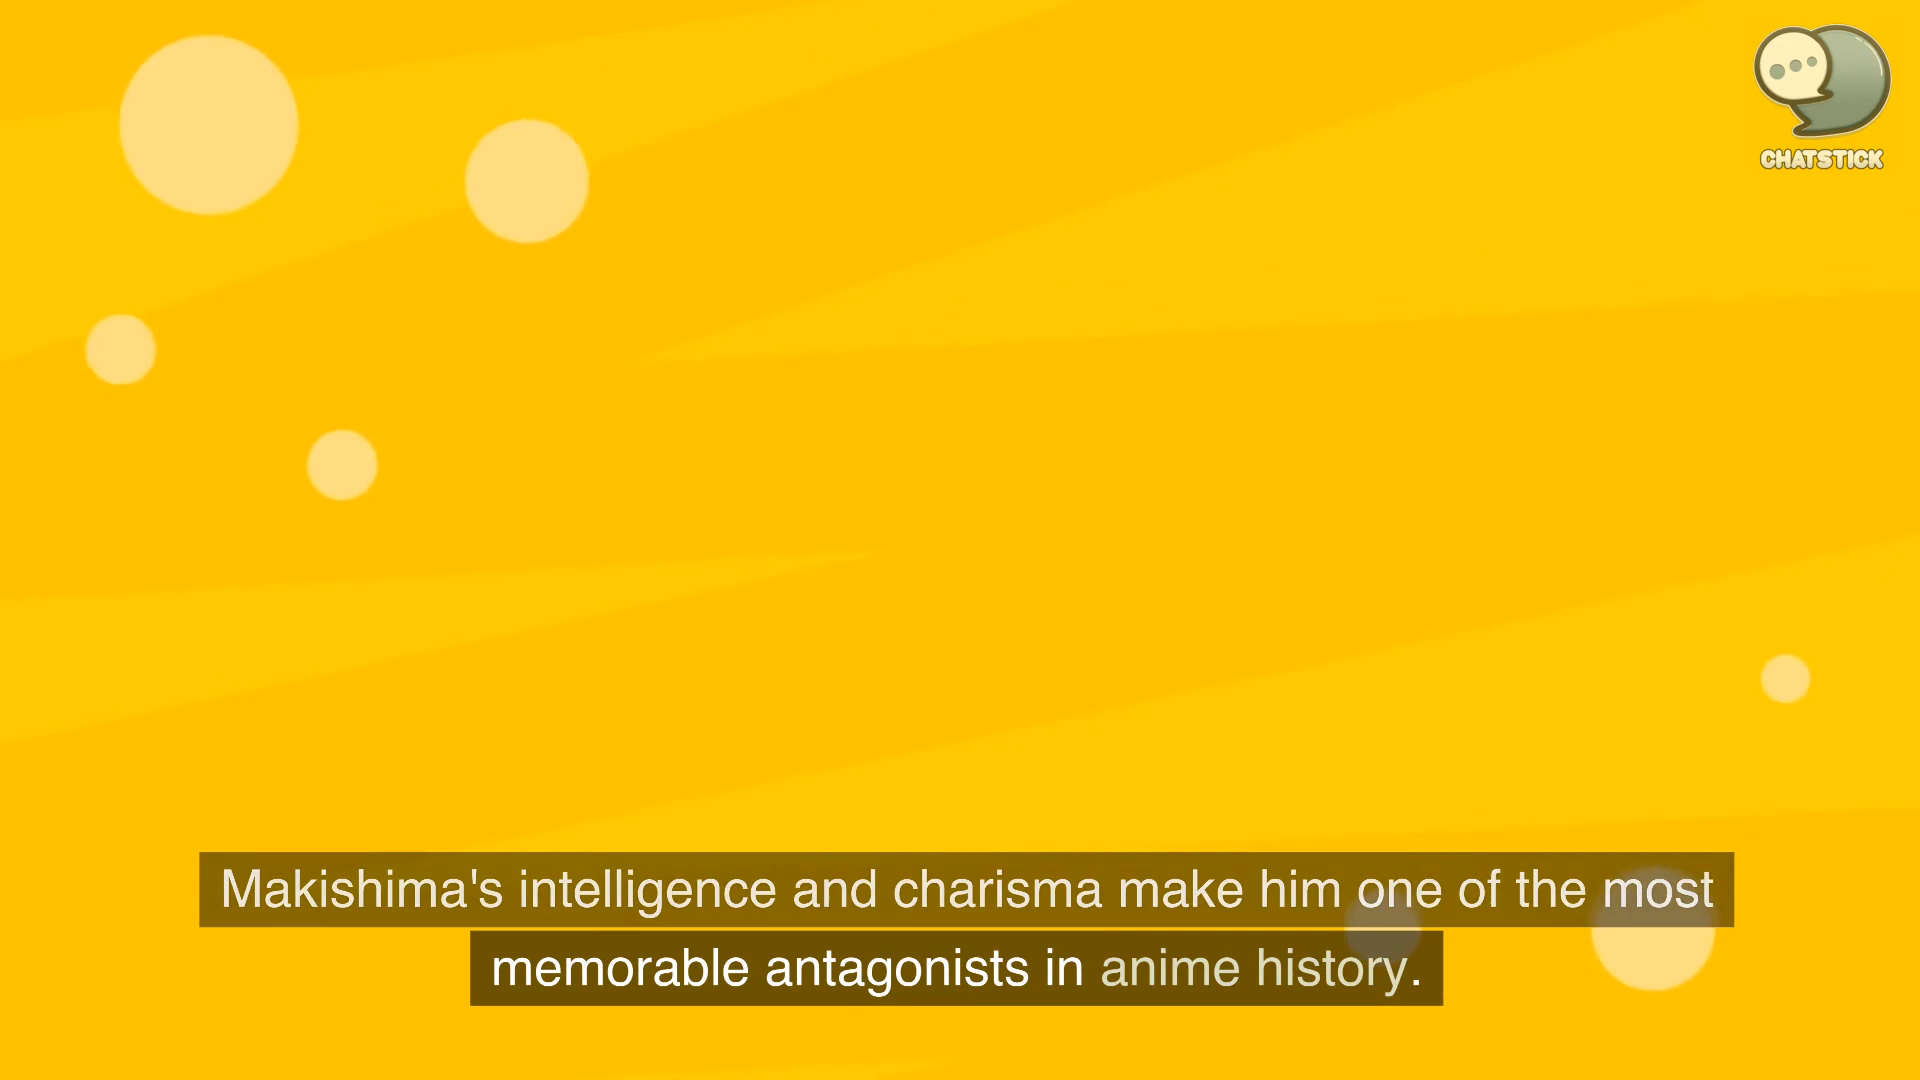 CHATSTICK
Makishima's intelligence and charisma make him one of the most
memorable antagonists in anime history.